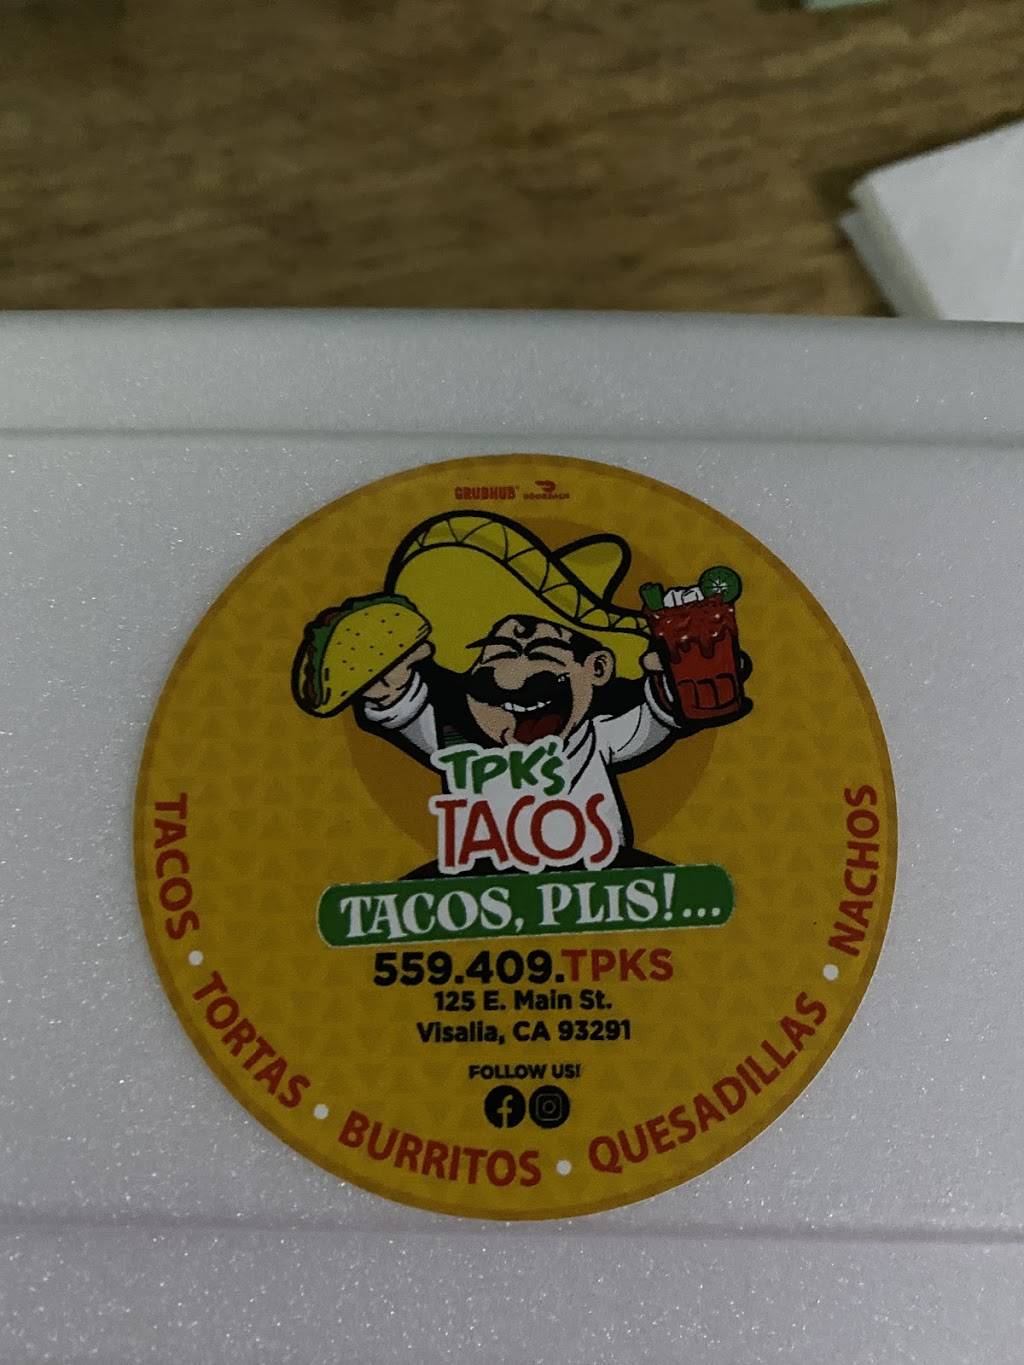 GRUBHUB DOORDASH
TPK's
TACOS
TACOS, PLIS!...
559.409.TPKS
125 E. Main St.
Visalia, CA 93291
FOLLOW US!
TACOS • TORTAS • BURRITOS • QUESADILLAS • NACHOS